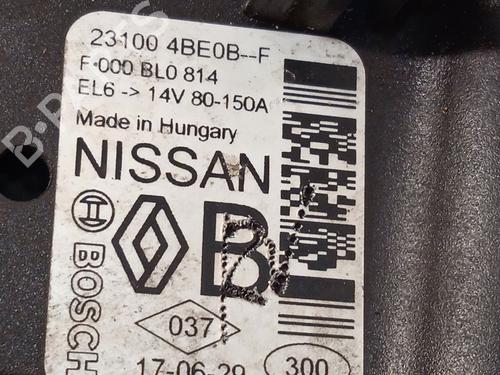 23100 4BE0B--F
F 000 BL0 814
EL6 -> 14V 80-150A
Made in Hungary
NISSAN
B
BOSCH
037
17-06-29
300